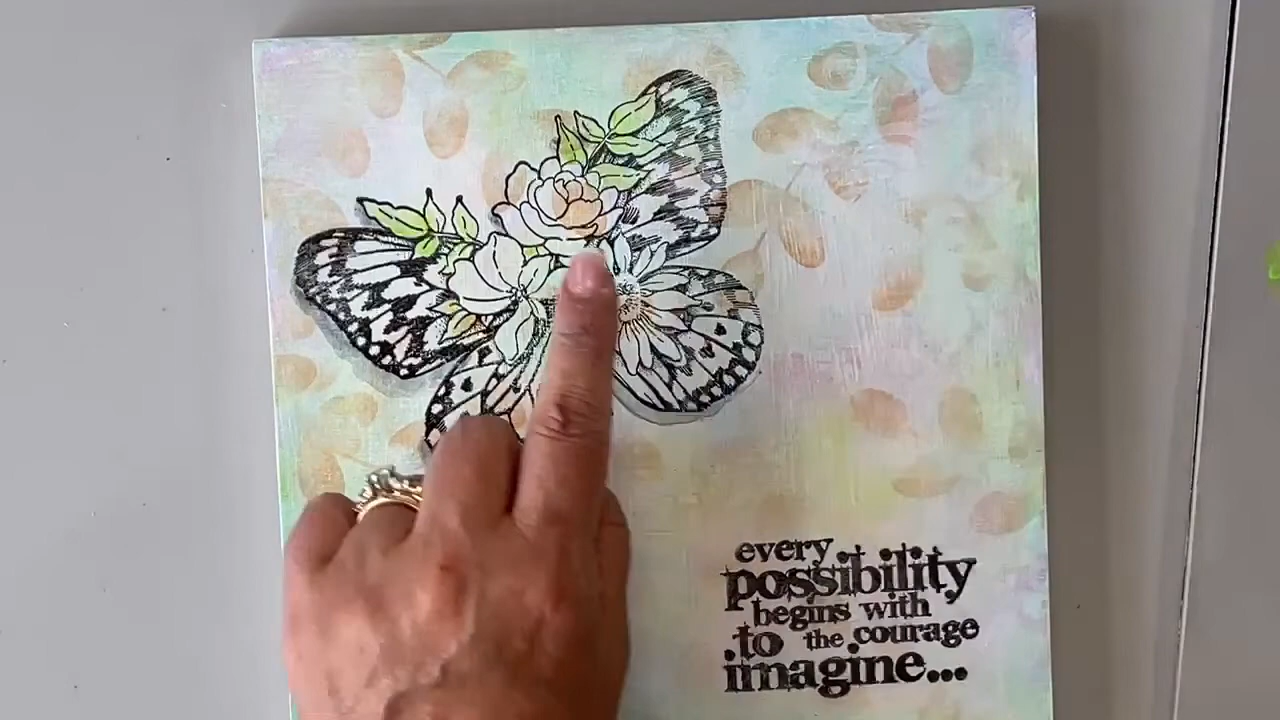 every
possibility
begins with
to the courage
imagine...